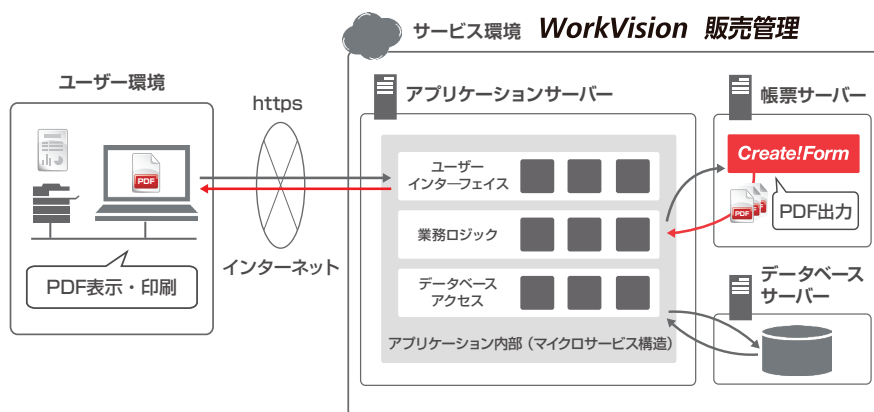 サービス環境 WorkVision 販売管理
ユーザー環境
https
アプリケーションサーバー
帳票サーバー
ユーザー
インターフェイス
Create!Form
PDF
PDF
PDF出力
業務ロジック
インターネット
PDF表示・印刷
データベース
アクセス
データベース
サーバー
アプリケーション内部(マイクロサービス構造)